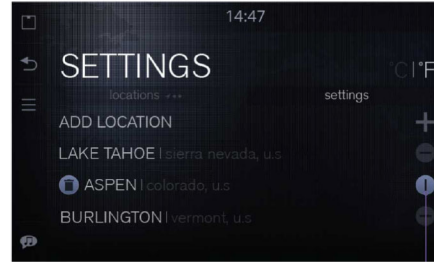 14:47
SETTINGS °C|°F
locations settings
ADD LOCATION
LAKE TAHOE | sierra nevada, u.s
ASPEN | colorado, u.s
BURLINGTON | vermont, u.s